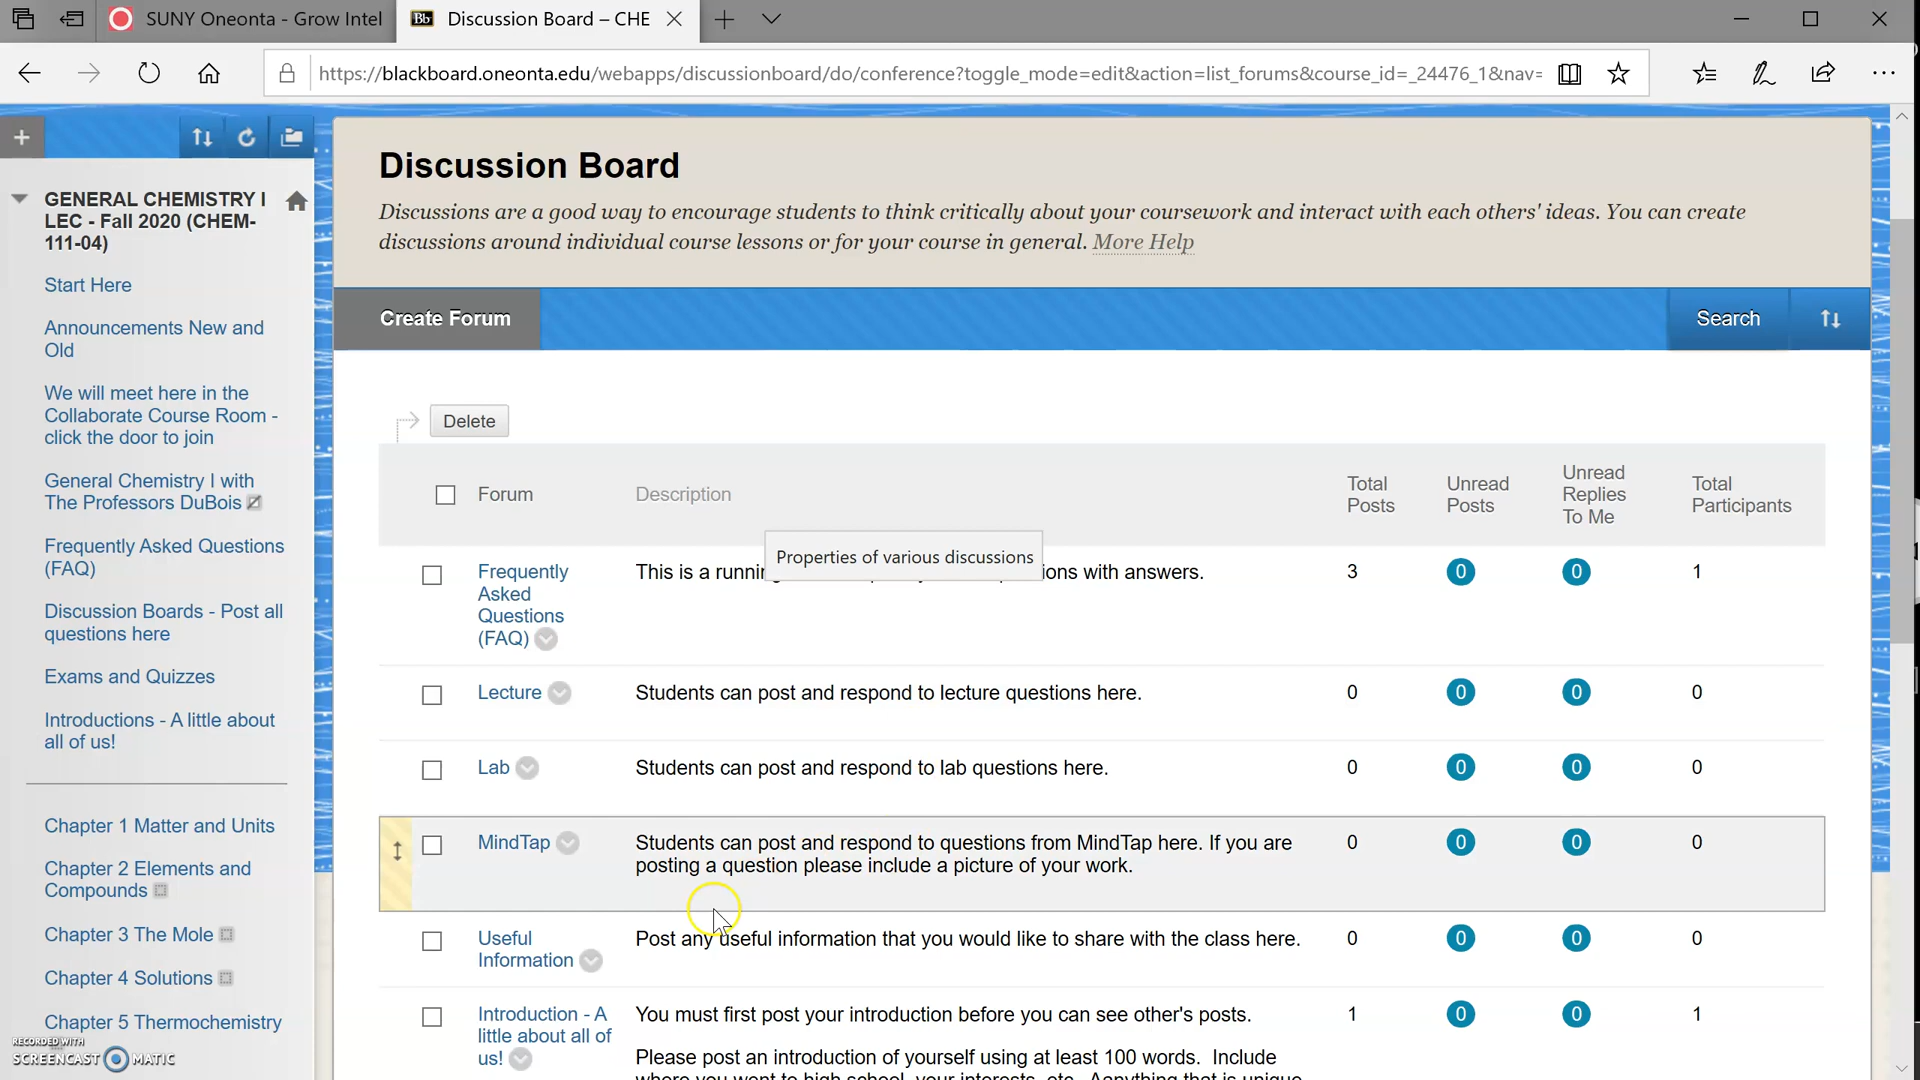 SUNY Oneonta - Grow Intel
Bb
Discussion Board – CHE
https://blackboard.oneonta.edu/webapps/discussionboard/do/conference?toggle_mode=edit&action=list_forums&course_id=_24476_1&nav=
GENERAL CHEMISTRY I
LEC - Fall 2020 (CHEM-
111-04)
Start Here
Announcements New and
Old
We will meet here in the
Collaborate Course Room -
click the door to join
General Chemistry I with
The Professors DuBois
Frequently Asked Questions
(FAQ)
Discussion Boards - Post all
questions here
Exams and Quizzes
Introductions - A little about
all of us!
Chapter 1 Matter and Units
Chapter 2 Elements and
Compounds
Chapter 3 The Mole
Chapter 4 Solutions
Chapter 5 Thermochemistry
RECORDED WITH
SCREENCAST MATIC
Discussion Board
Discussions are a good way to encourage students to think critically about your coursework and interact with each others' ideas. You can create
discussions around individual course lessons or for your course in general. More Help
Create Forum
Search
Delete
Forum
Description
Total
Posts
Unread
Posts
Unread
Replies
To Me
Total
Participants
Properties of various discussions
Frequently
Asked
Questions
(FAQ)
This is a ions with answers.
3
0
0
1
Lecture
Students can post and respond to lecture questions here.
0
0
0
0
Lab
Students can post and respond to lab questions here.
0
0
0
0
MindTap
Students can post and respond to questions from MindTap here. If you are
posting a question please include a picture of your work.
0
0
0
0
Useful
Information
Post any useful information that you would like to share with the class here.
0
0
0
0
Introduction - A
little about all of
us!
You must first post your introduction before you can see other's posts.
Please post an introduction of yourself using at least 100 words. Include
where you went to high school, your interests, etc. Aanything that is unique
1
0
0
1